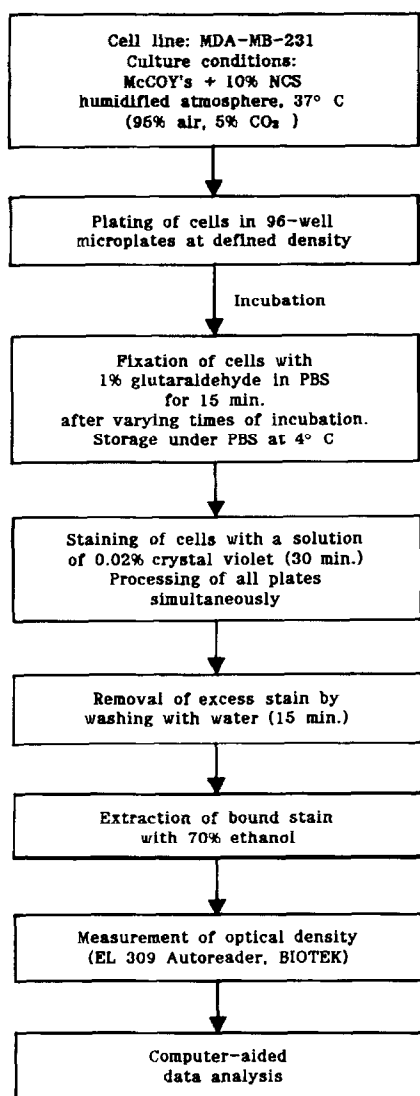 Cell line: MDA-MB-231
Culture conditions:
McCOY's + 10% NCS
humidified atmosphere, 37° C
(95% air, 5% CO₂ )
Plating of cells in 96-well
microplates at defined density
Incubation
Fixation of cells with
1% glutaraldehyde in PBS
for 15 min.
after varying times of incubation.
Storage under PBS at 4° C
Staining of cells with a solution
of 0.02% crystal violet (30 min.)
Processing of all plates
simultaneously
Removal of excess stain by
washing with water (15 min.)
Extraction of bound stain
with 70% ethanol
Measurement of optical density
(EL 309 Autoreader, BIOTEK)
Computer-aided
data analysis